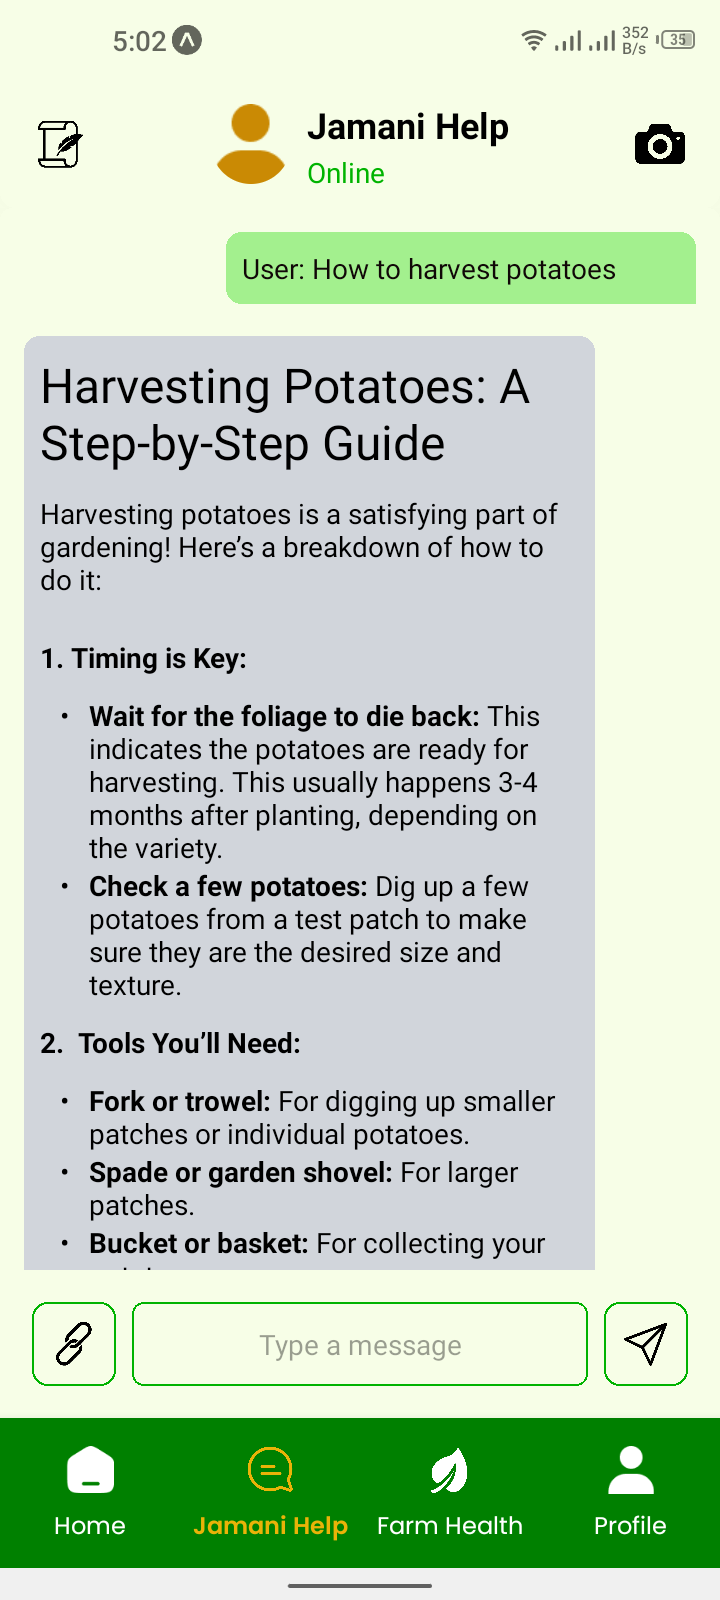 5:02
352
B/s
35
Jamani Help
Online
User: How to harvest potatoes
Harvesting Potatoes: A
Step-by-Step Guide
Harvesting potatoes is a satisfying part of
gardening! Here’s a breakdown of how to
do it:
1. Timing is Key:
• Wait for the foliage to die back: This
indicates the potatoes are ready for
harvesting. This usually happens 3-4
months after planting, depending on
the variety.
• Check a few potatoes: Dig up a few
potatoes from a test patch to make
sure they are the desired size and
texture.
2. Tools You’ll Need:
• Fork or trowel: For digging up smaller
patches or individual potatoes.
• Spade or garden shovel: For larger
patches.
• Bucket or basket: For collecting your
Type a message
Home
Jamani Help
Farm Health
Profile